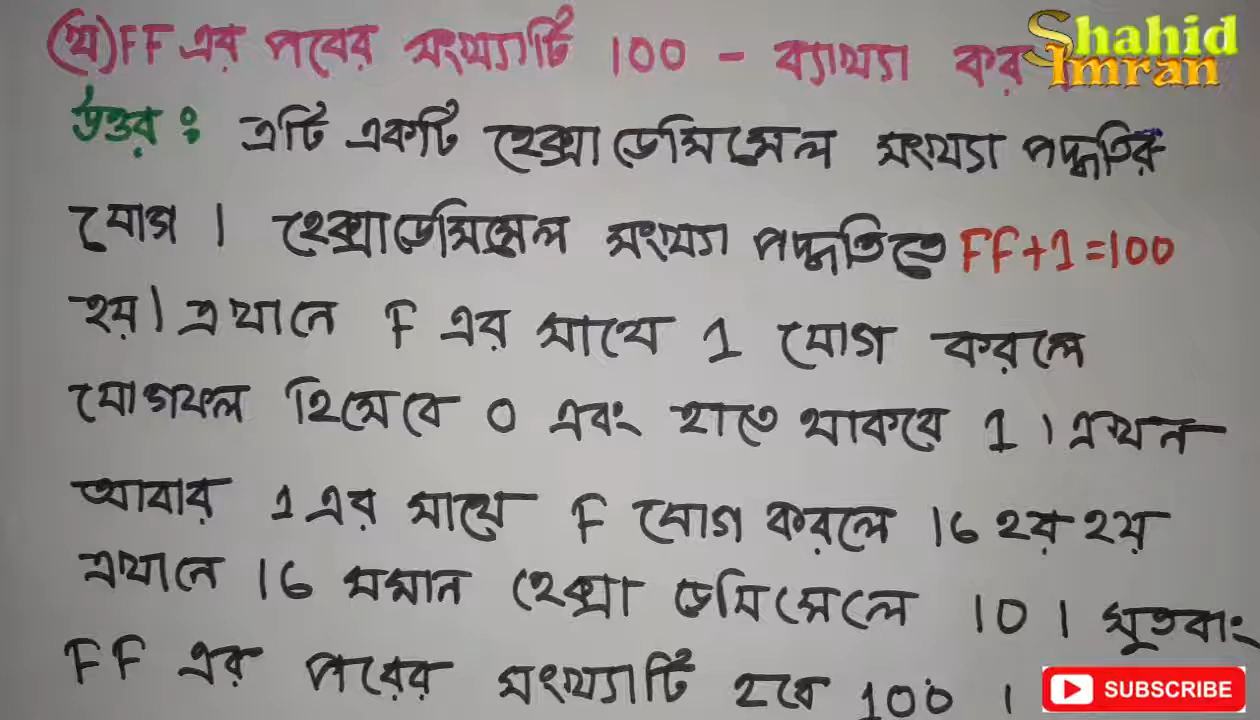 (খ) FF এর পরের সংখ্যাটি 100 - ব্যাখ্যা কর
Shahid
Imran
উত্তর : এটি একটি হেক্সাডেসিমেল সংখ্যা পদ্ধতির
যোগ । হেক্সাডেসিমেল সংখ্যা পদ্ধতিতে FF+1=100
হয়। এখানে F এর সাথে 1 যোগ করলে
যোগফল হিসেবে 0 এবং হাতে থাকবে 1 । এখন
আবার 1 এর সাথে F যোগ করলে 16 হয়
এখানে 16 সমান হেক্সা ডেসিমেলে 10 । সুতরাং
FF এর পরের সংখ্যাটি হবে 100 ।
SUBSCRIBE